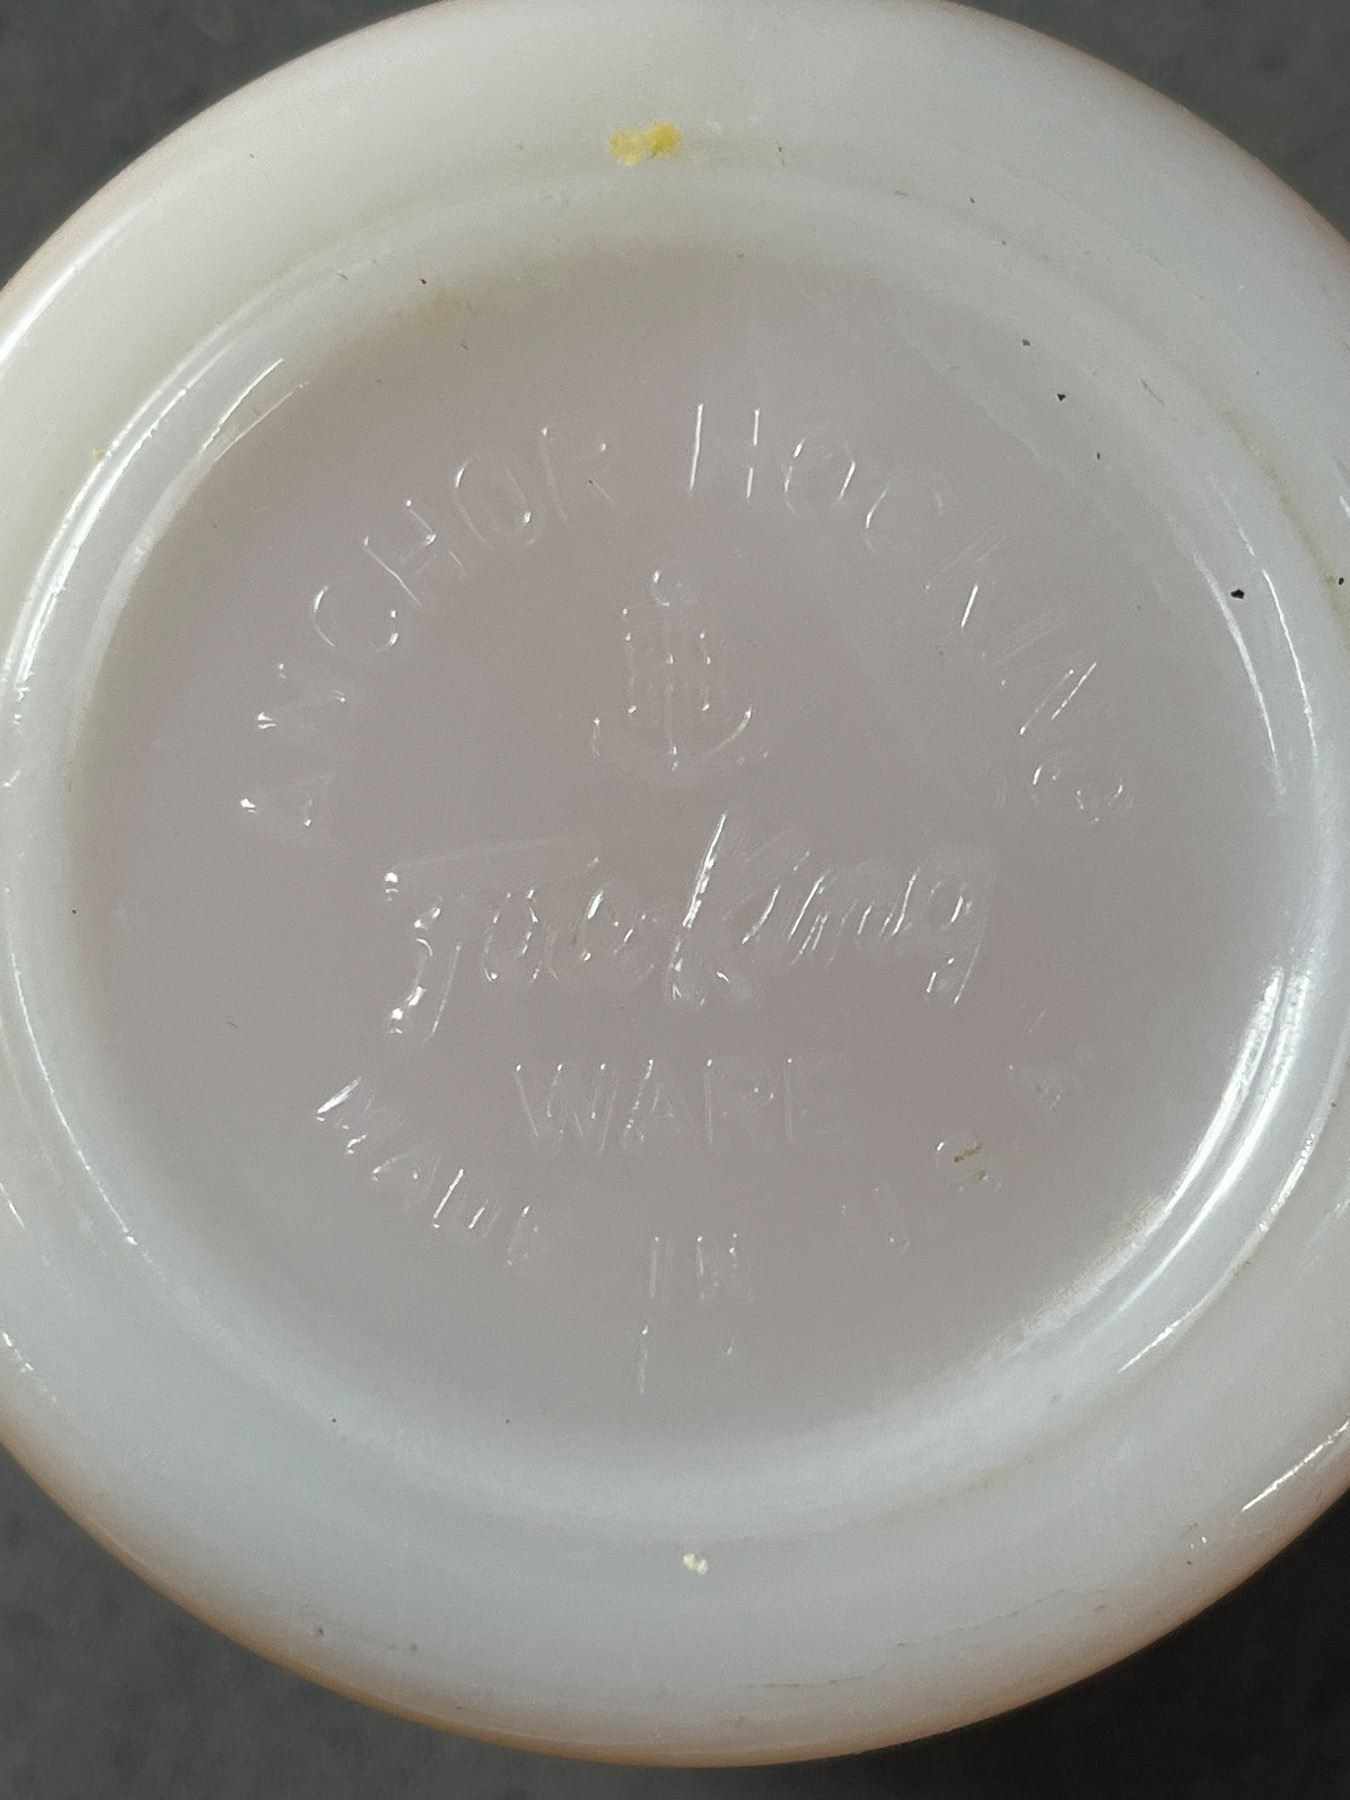 ANCHOR HOCKING
Fire King
WARE
MADE IN U.S.A.